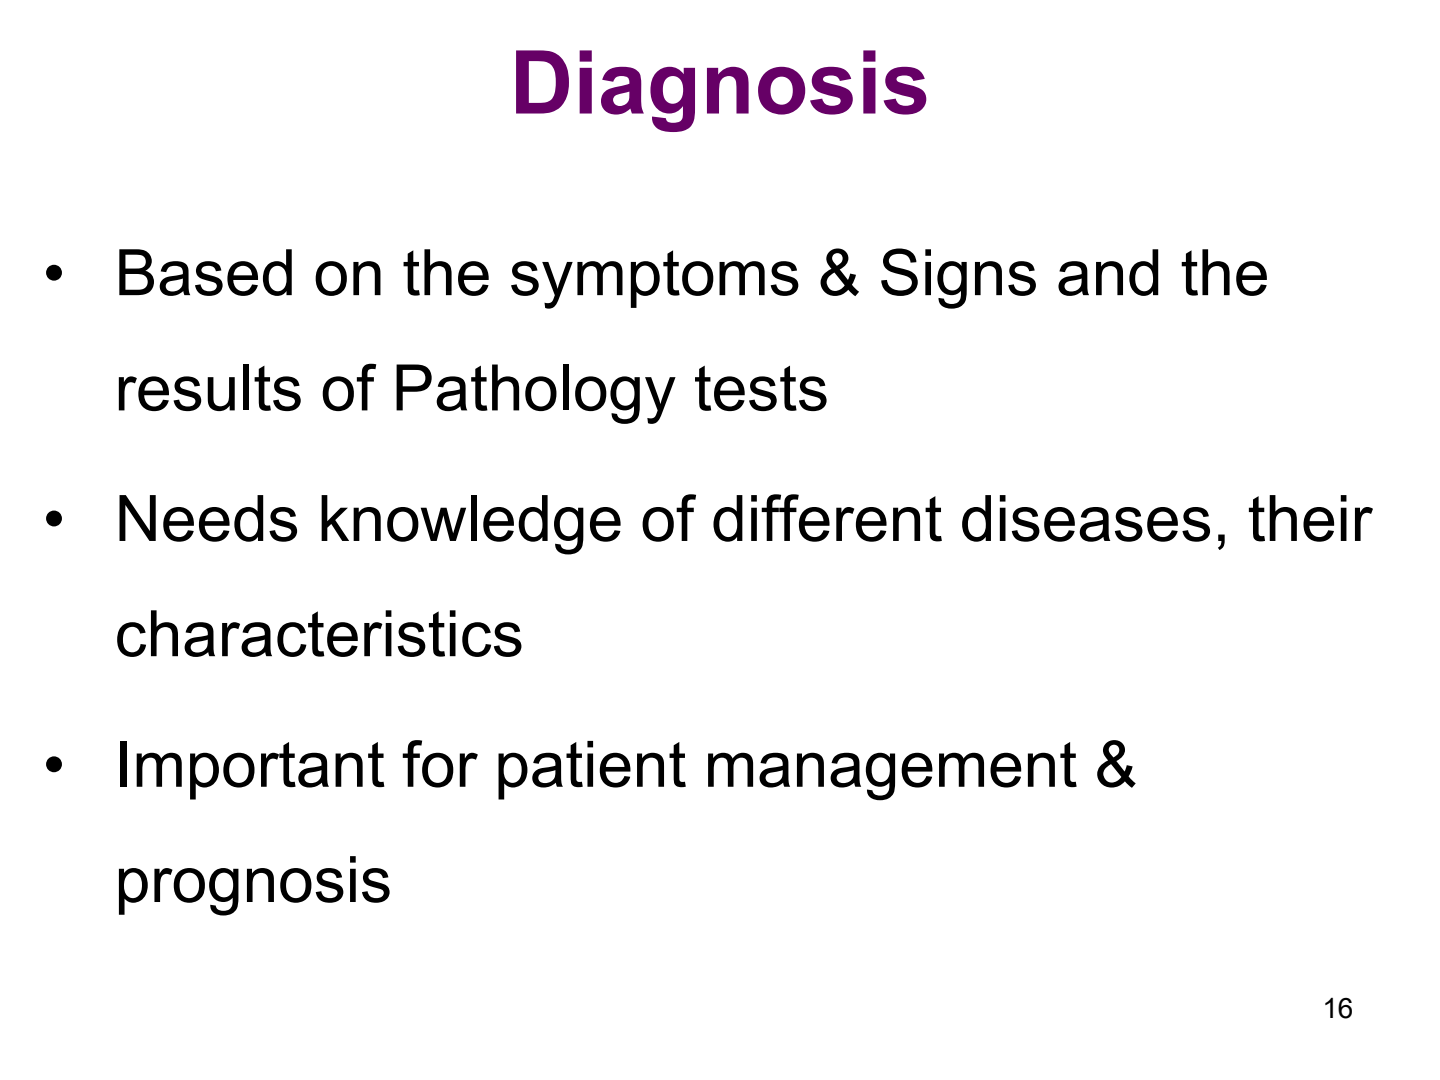 Diagnosis
• Based on the symptoms & Signs and the
results of Pathology tests
• Needs knowledge of different diseases, their
characteristics
• Important for patient management &
prognosis
16